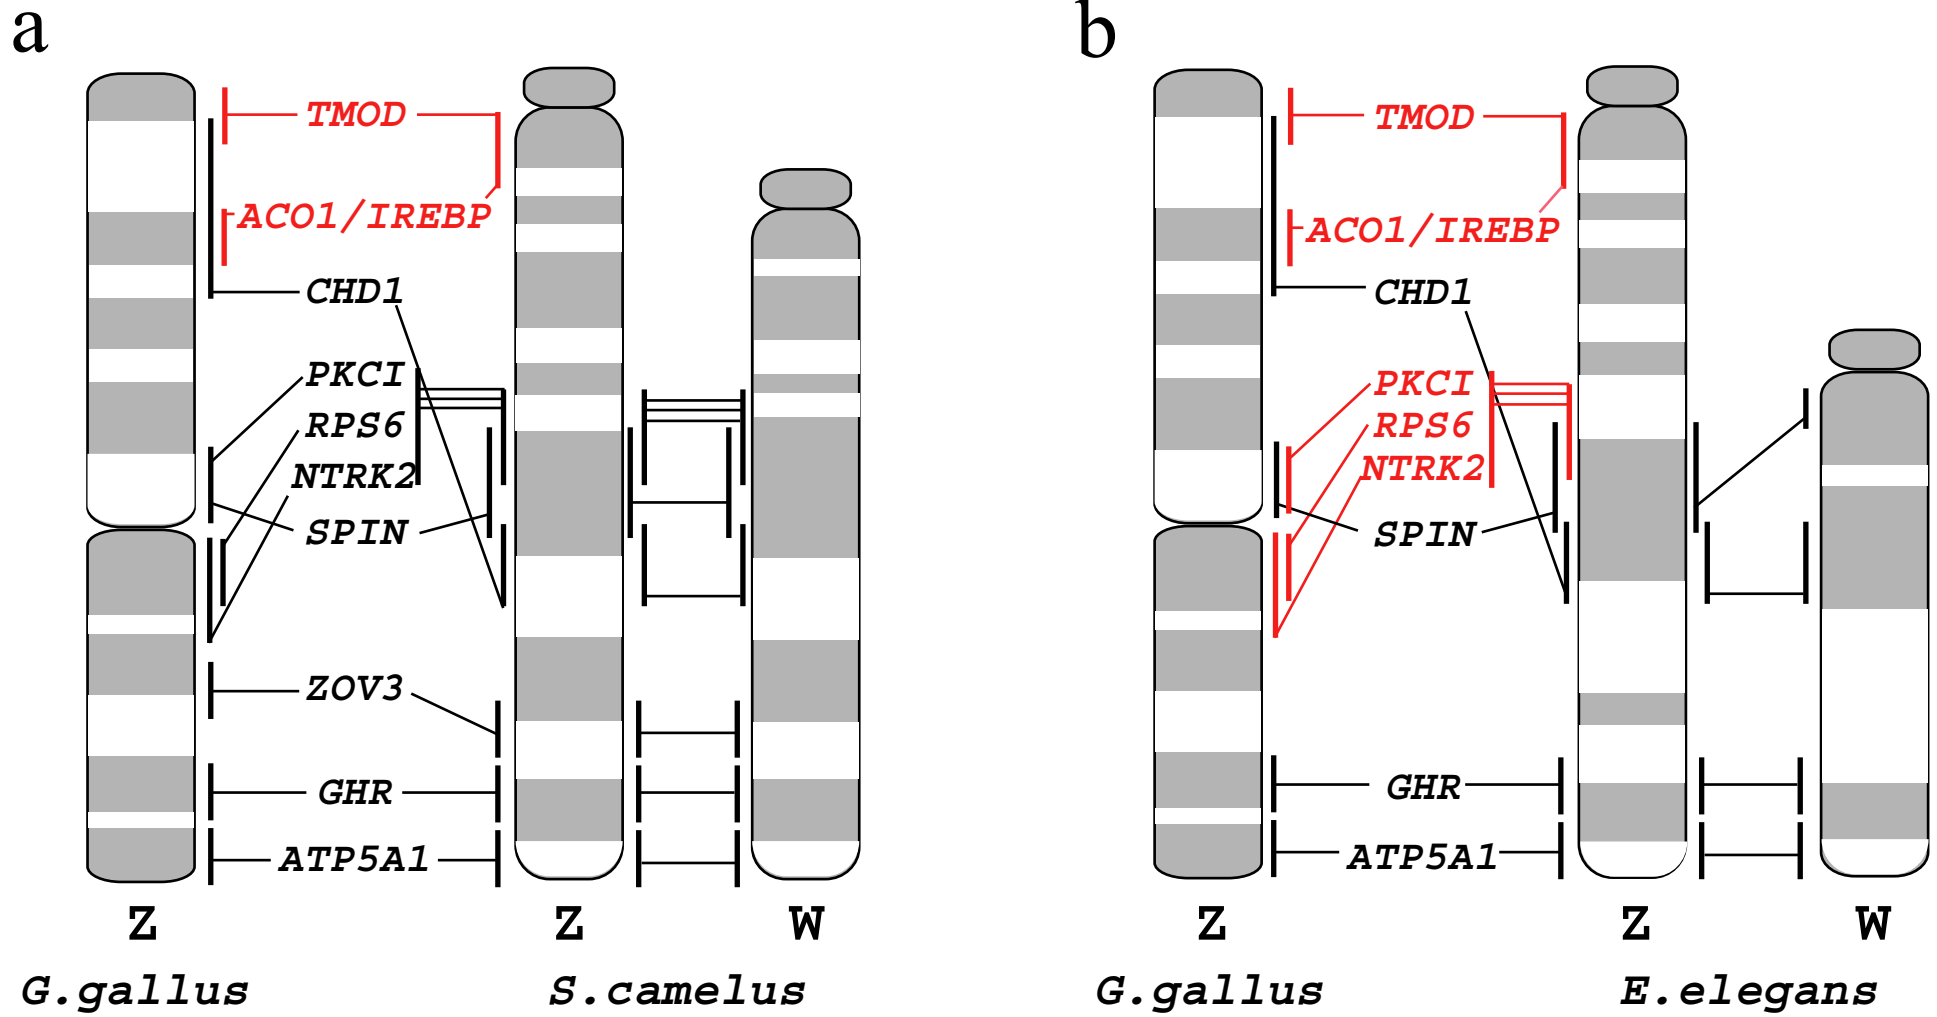 a
TMOD
ACO1/IREBP
CHD1
PKCI
RPS6
NTRK2
SPIN
ZOV3
GHR
ATP5A1
Z Z W
G.gallus S.camelus
b
TMOD
ACO1/IREBP
CHD1
PKCI
RPS6
NTRK2
SPIN
GHR
ATP5A1
Z Z W
G.gallus E.elegans